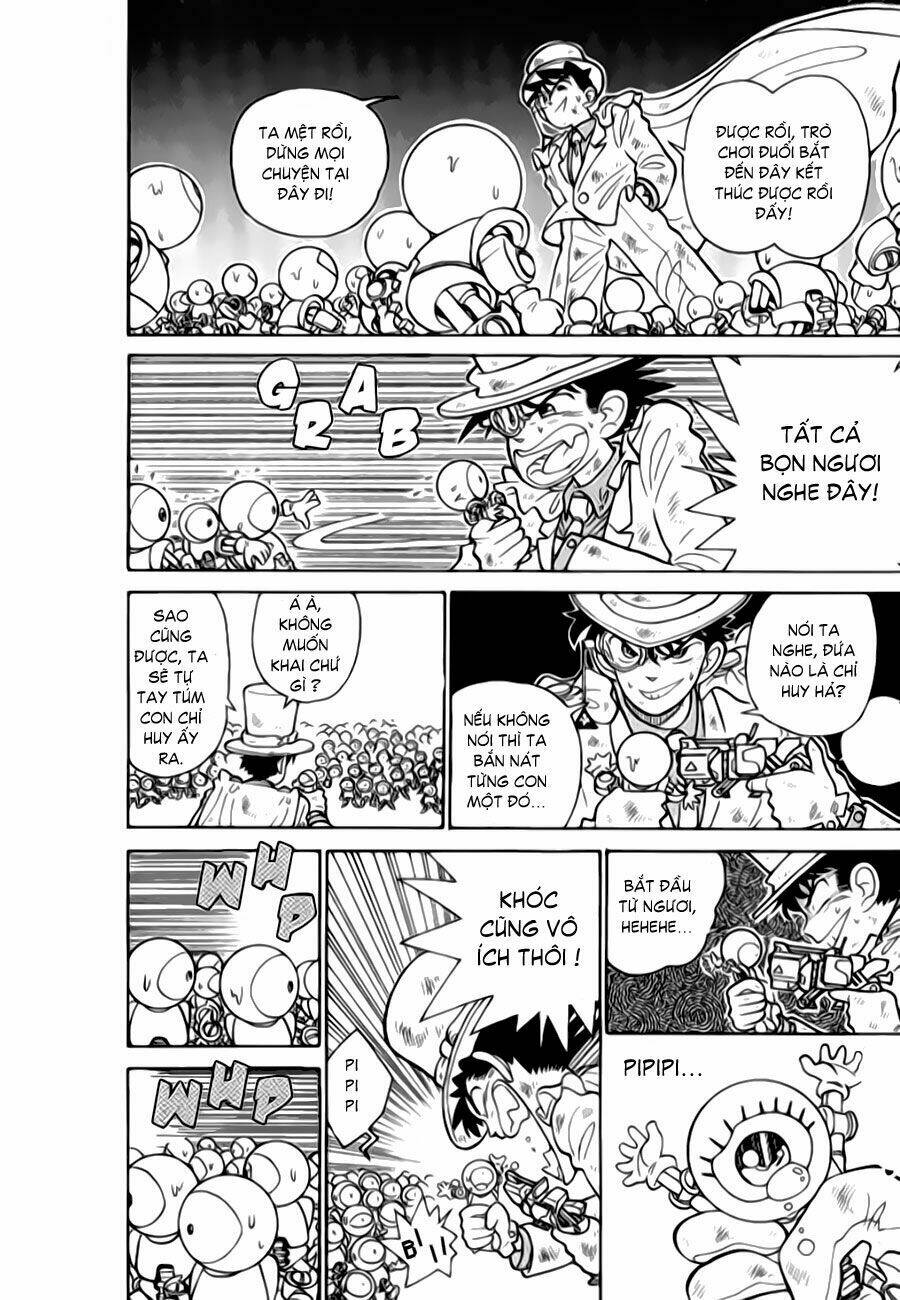 ĐƯỢC RỒI, TRÒ
CHƠI ĐUỔI BẮT
ĐẾN ĐÂY KẾT
THÚC ĐƯỢC RỒI
ĐẤY!
TA MỆT RỒI,
DỪNG MỌI
CHUYỆN TẠI
ĐÂY ĐI!
TẤT CẢ
BỌN NGƯƠI
NGHE ĐÂY!
GRAB
NÓI TA
NGHE, ĐỨA
NÀO LÀ CHỈ
HUY HẢ?
NẾU KHÔNG
NÓI THÌ TA
BẮN NÁT
TỪNG CON
MỘT ĐÓ...
Á À,
KHÔNG
MUỐN
KHAI CHỨ
GÌ?
SAO
CŨNG
ĐƯỢC, TA
SẼ TỰ
TAY TÚM
CON CHỈ
HUY ẤY
RA.
BẮT ĐẦU
TỪ NGƯƠI,
HEHEHE...
PIPIPI...
KHÓC
CŨNG VÔ
ÍCH THÔI!
PI
PI
PI
BIII
WHP
WHP